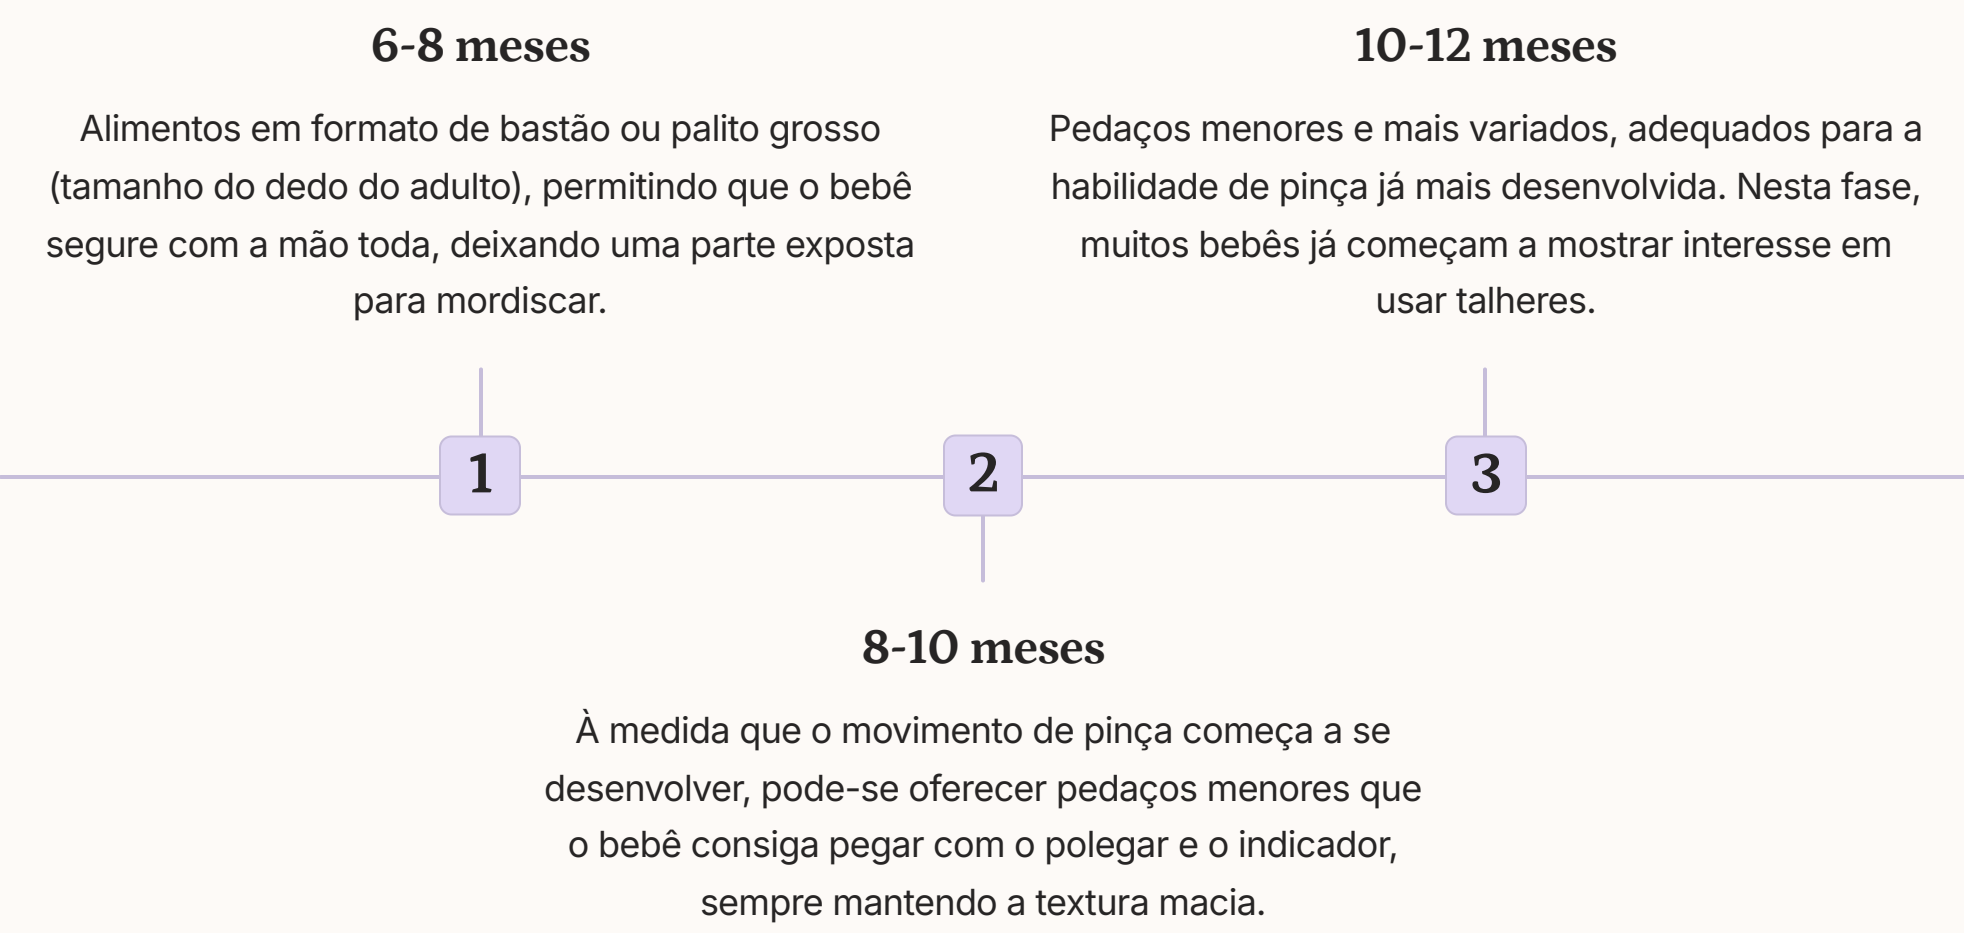 6-8 meses
Alimentos em formato de bastão ou palito grosso
(tamanho do dedo do adulto), permitindo que o bebê
segure com a mão toda, deixando uma parte exposta
para mordiscar.
10-12 meses
Pedaços menores e mais variados, adequados para a
habilidade de pinça já mais desenvolvida. Nesta fase,
muitos bebês já começam a mostrar interesse em
usar talheres.
1
2
3
8-10 meses
À medida que o movimento de pinça começa a se
desenvolver, pode-se oferecer pedaços menores que
o bebê consiga pegar com o polegar e o indicador,
sempre mantendo a textura macia.